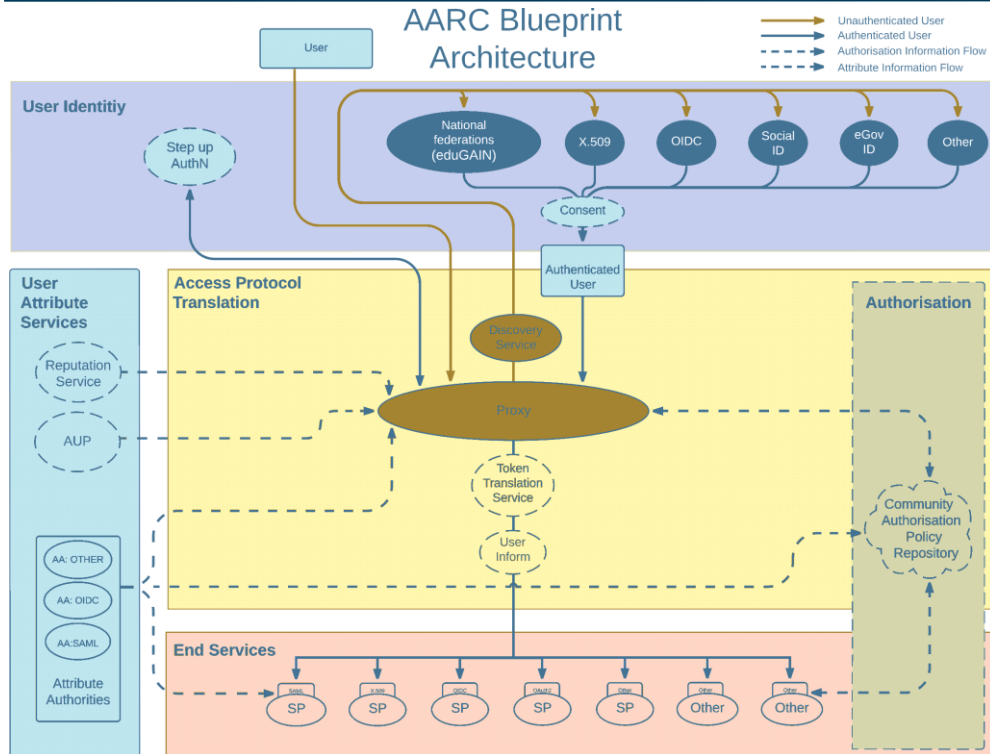 AARC Blueprint
Architecture
Unauthenticated User
Authenticated User
Authorisation Information Flow
Attribute Information Flow
User
User Identitiy
Step up
AuthN
National
federations
(eduGAIN)
X.509
OIDC
Social
ID
eGov
ID
Other
Consent
Authenticated
User
User
Attribute
Services
Access Protocol
Translation
Authorisation
Discovery
Service
Reputation
Service
Proxy
AUP
Token
Translation
Service
Community
Authorisation
Policy
Repository
User
Inform
AA: OTHER
AA: OIDC
AA:SAML
Attribute
Authorities
End Services
SAML
X.509
OIDC
OAuth2
Other
Other
Other
SP
SP
SP
SP
SP
Other
Other